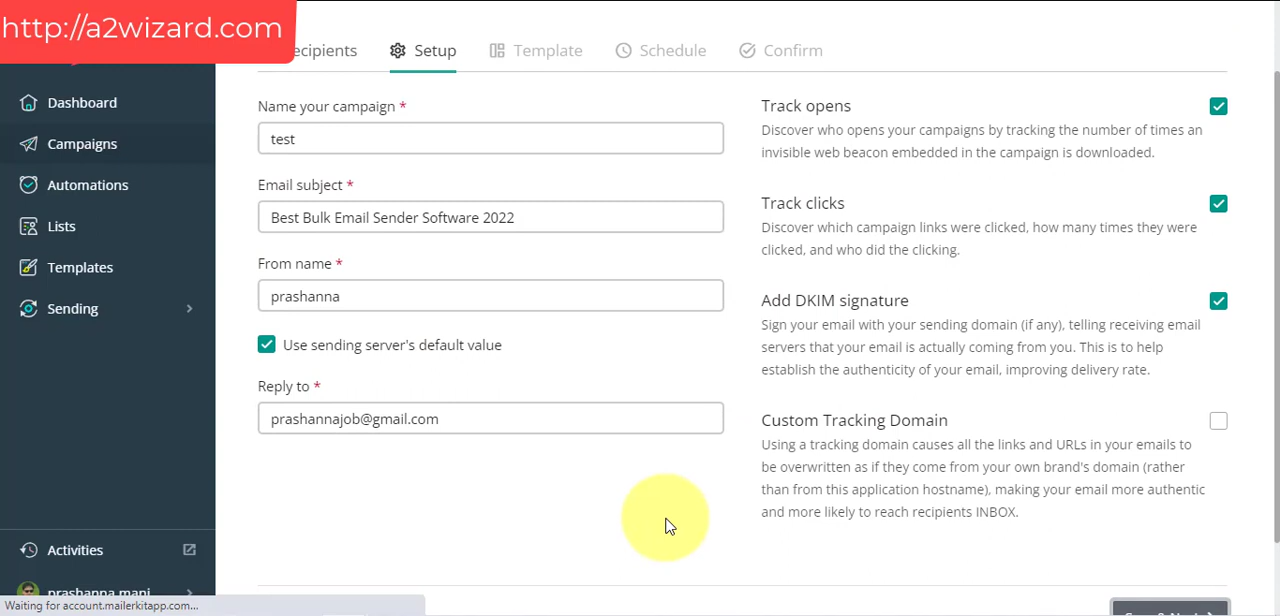 http://a2wizard.com
ecipients
Setup
Template
Schedule
Confirm
Dashboard
Campaigns
Automations
Lists
Templates
Sending
Activities
prashanna mani
Name your campaign *
test
Email subject *
Best Bulk Email Sender Software 2022
From name *
prashanna
Use sending server's default value
Reply to *
prashannajob@gmail.com
Track opens
Discover who opens your campaigns by tracking the number of times an
invisible web beacon embedded in the campaign is downloaded.
Track clicks
Discover which campaign links were clicked, how many times they were
clicked, and who did the clicking.
Add DKIM signature
Sign your email with your sending domain (if any), telling receiving email
servers that your email is actually coming from you. This is to help
establish the authenticity of your email, improving delivery rate.
Custom Tracking Domain
Using a tracking domain causes all the links and URLs in your emails to
be overwritten as if they come from your own brand's domain (rather
than from this application hostname), making your email more authentic
and more likely to reach recipients INBOX.
Waiting for account.mailerkitapp.com...